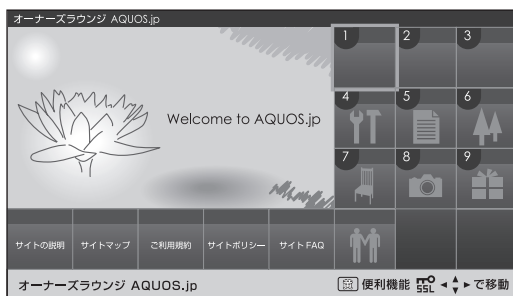 オーナーズラウンジ AQUOS.jp
1 2 3
Welcome to AQUOS.jp
4 5 6
7 8 9
サイトの説明 サイトマップ ご利用規約 サイトポリシー サイト FAQ
オーナーズラウンジ AQUOS.jp
便利機能 SSL ◄▲▼► で移動